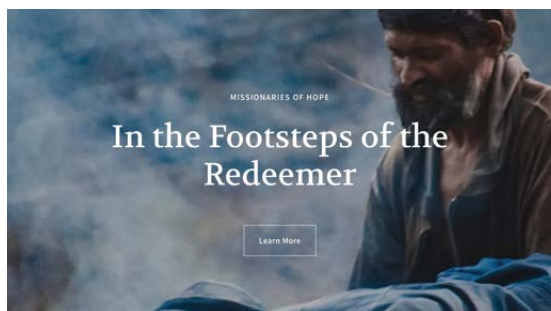 MISSIONARIES OF HOPE
In the Footsteps of the
Redeemer
Learn More